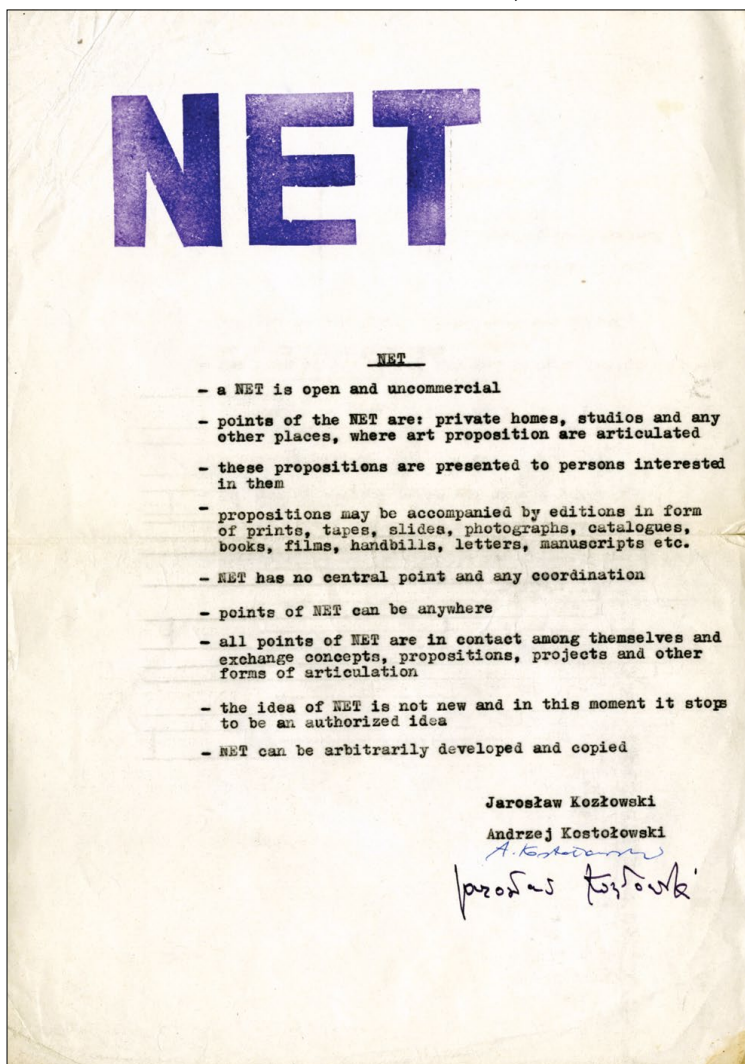 NET
NET
- a NET is open and uncommercial
- points of the NET are: private homes, studios and any
other places, where art proposition are articulated
- these propositions are presented to persons interested
in them
- propositions may be accompanied by editions in form
of prints, tapes, slidea, photographs, catalogues,
books, films, handbills, letters, manuscripts etc.
- NET has no central point and any coordination
- points of NET can be anywhere
- all points of NET are in contact among themselves and
exchange concepts, propositions, projects and other
forms of articulation
- the idea of NET is not new and in this moment it stops
to be an authorized idea
- NET can be arbitrarily developed and copied
Jarosław Kozłowski
Andrzej Kostołowski
A. Kostołowski
Jarosław Kozłowski